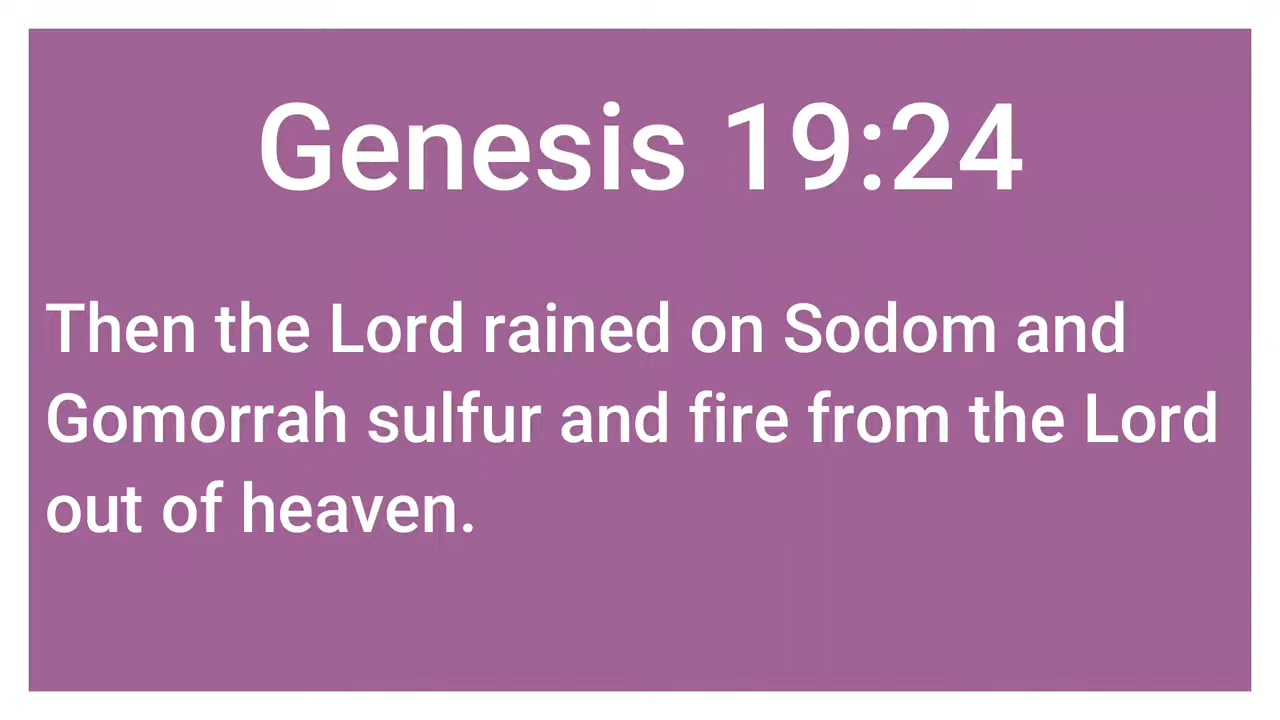 Genesis 19:24
Then the Lord rained on Sodom and
Gomorrah sulfur and fire from the Lord
out of heaven.